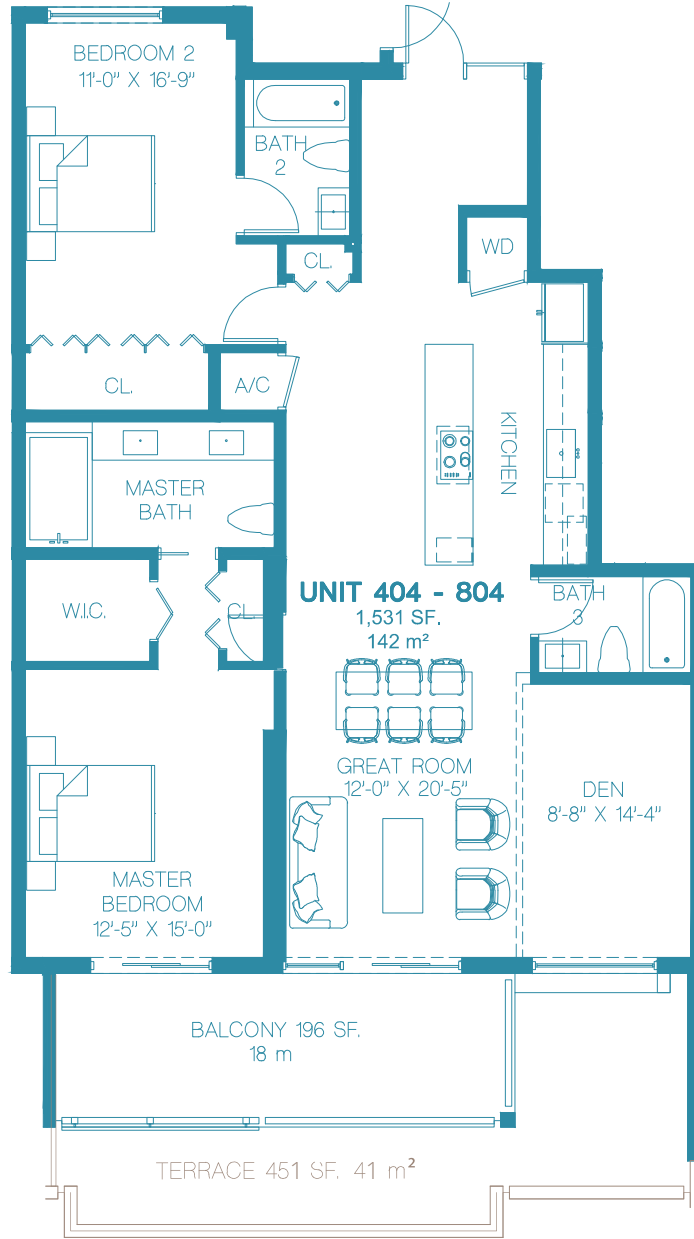 BEDROOM 2
11'-0" X 16'-9"
BATH
2
WD
CL.
CL.
A/C
KITCHEN
MASTER
BATH
UNIT 404 - 804
1,531 SF.
142 m²
BATH
3
W.I.C.
CL.
GREAT ROOM
12'-0" X 20'-5"
DEN
8'-8" X 14'-4"
MASTER
BEDROOM
12'-5" X 15'-0"
BALCONY 196 SF.
18 m
TERRACE 451 SF. 41 m²